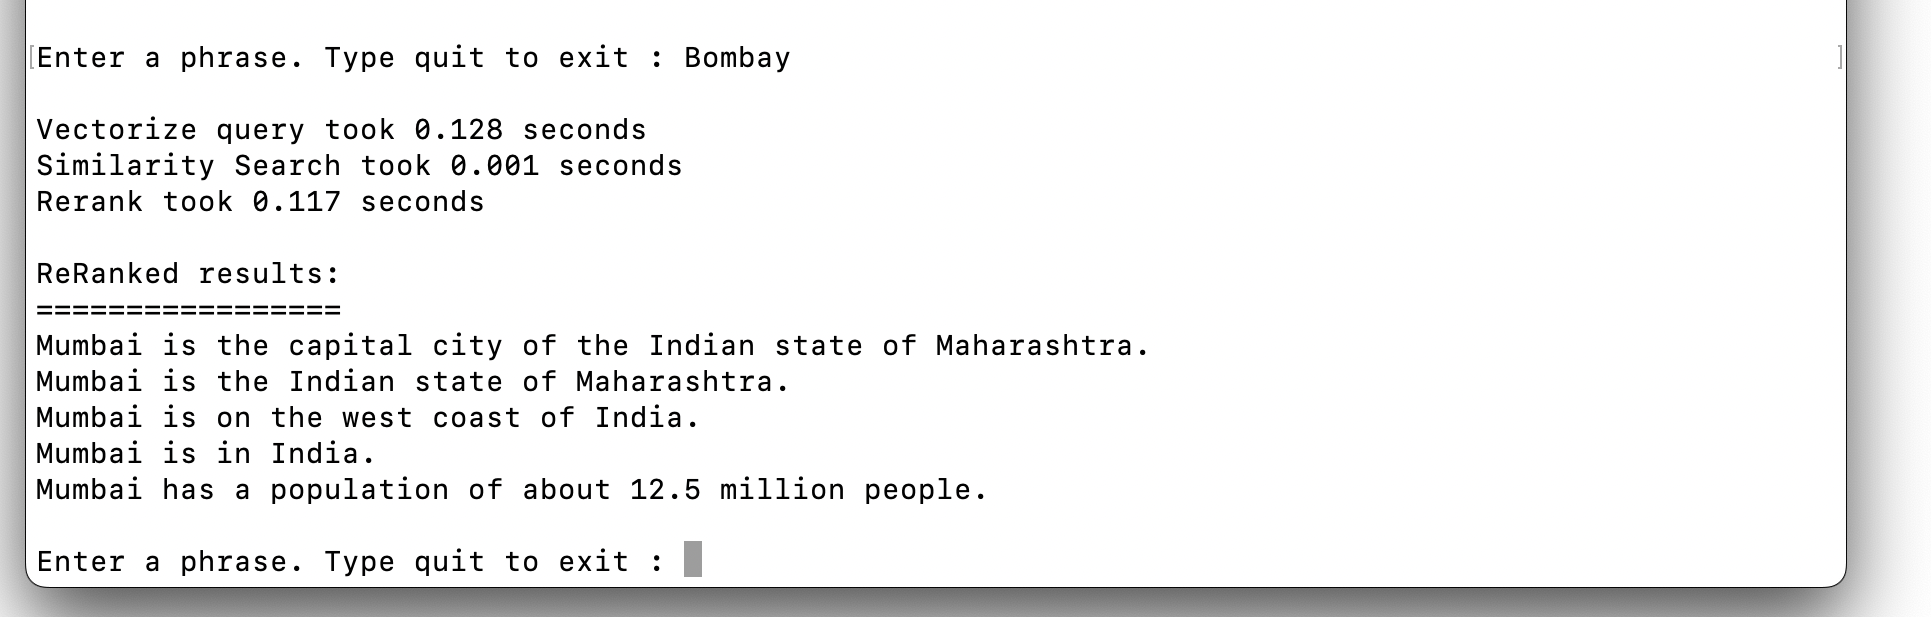 [Enter a phrase. Type quit to exit : Bombay ]
Vectorize query took 0.128 seconds
Similarity Search took 0.001 seconds
Rerank took 0.117 seconds
ReRanked results:
=================
Mumbai is the capital city of the Indian state of Maharashtra.
Mumbai is the Indian state of Maharashtra.
Mumbai is on the west coast of India.
Mumbai is in India.
Mumbai has a population of about 12.5 million people.
Enter a phrase. Type quit to exit :